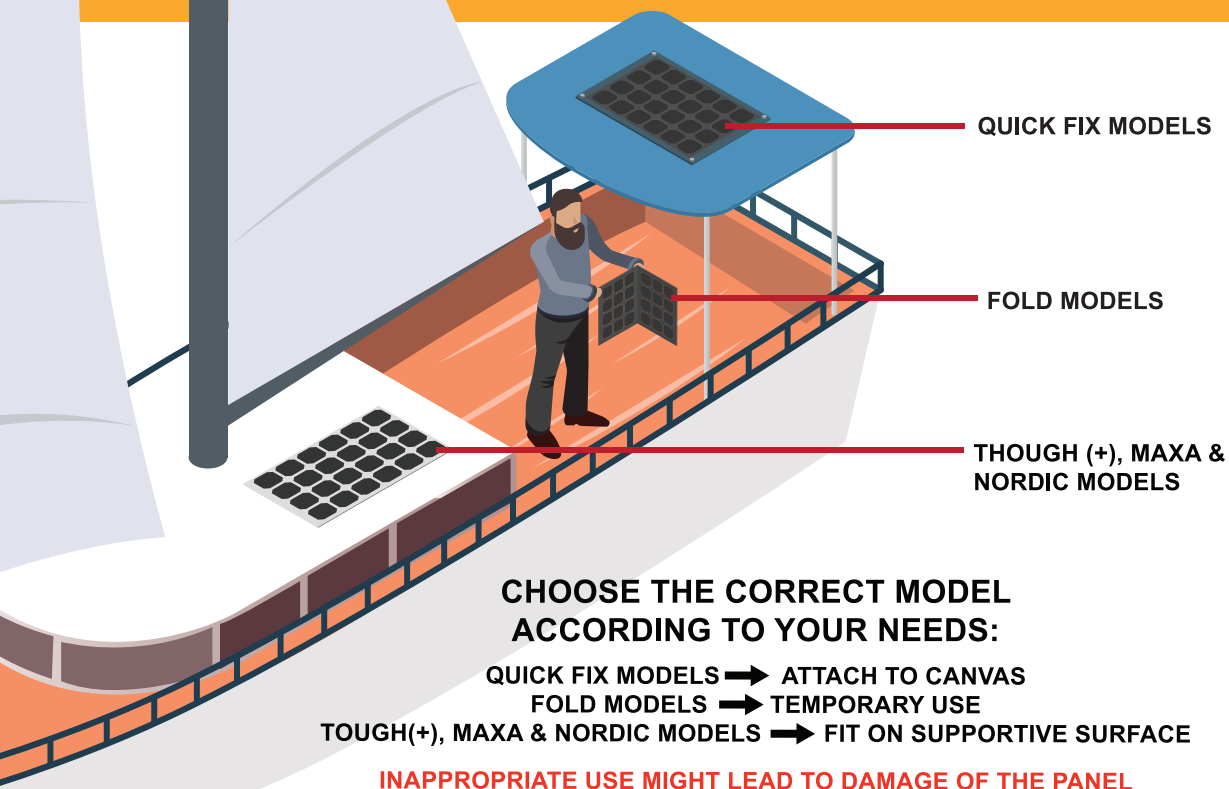 QUICK FIX MODELS
FOLD MODELS
THOUGH (+), MAXA &
NORDIC MODELS
CHOOSE THE CORRECT MODEL
ACCORDING TO YOUR NEEDS:
QUICK FIX MODELS ➡ ATTACH TO CANVAS
FOLD MODELS ➡ TEMPORARY USE
TOUGH(+), MAXA & NORDIC MODELS ➡ FIT ON SUPPORTIVE SURFACE
INAPPROPRIATE USE MIGHT LEAD TO DAMAGE OF THE PANEL